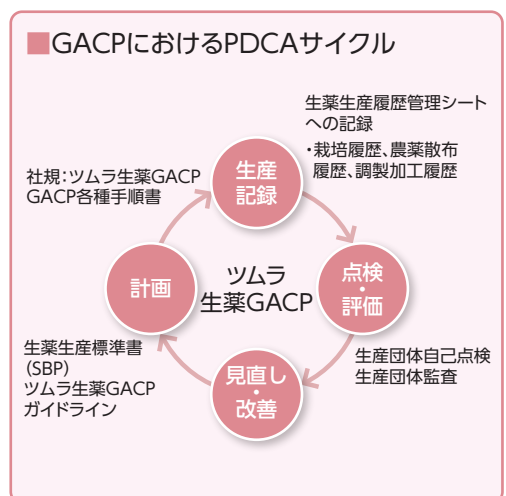 ■GACPにおけるPDCAサイクル
生薬生産履歴管理シート
への記録
・栽培履歴、農薬散布
履歴、調製加工履歴
社規：ツムラ生薬GACP
GACP各種手順書
生産
記録
計画
ツムラ
生薬GACP
点検
・
評価
生薬生産標準書
(SBP)
ツムラ生薬GACP
ガイドライン
見直し
・
改善
生産団体自己点検
生産団体監査